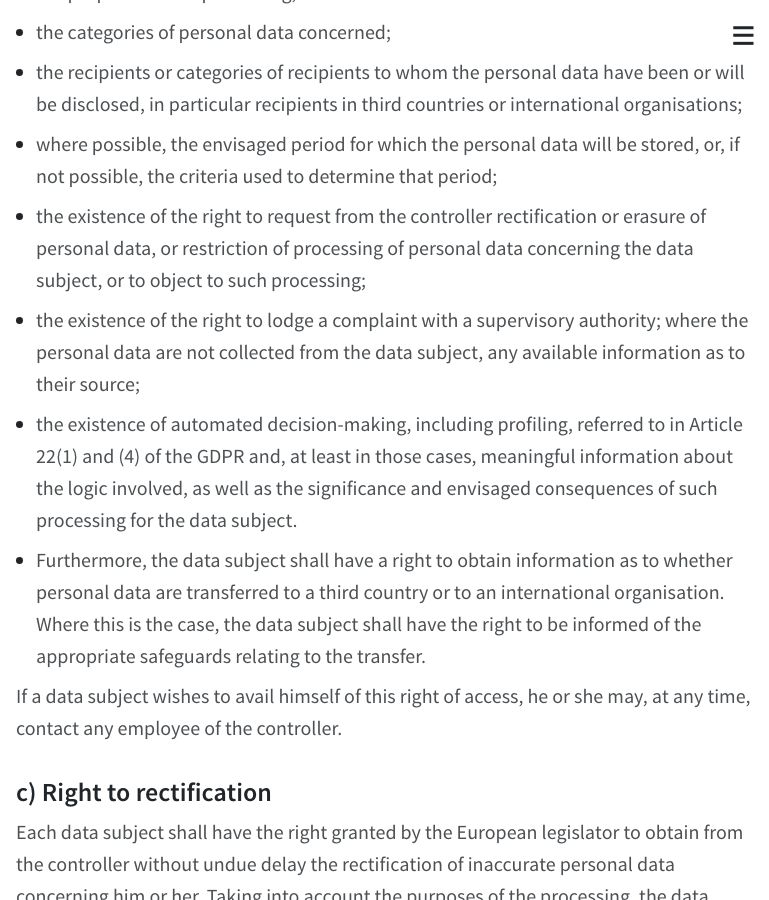 the categories of personal data concerned;
the recipients or categories of recipients to whom the personal data have been or will
be disclosed, in particular recipients in third countries or international organisations;
where possible, the envisaged period for which the personal data will be stored, or, if
not possible, the criteria used to determine that period;
the existence of the right to request from the controller rectification or erasure of
personal data, or restriction of processing of personal data concerning the data
subject, or to object to such processing;
the existence of the right to lodge a complaint with a supervisory authority; where the
personal data are not collected from the data subject, any available information as to
their source;
the existence of automated decision-making, including profiling, referred to in Article
22(1) and (4) of the GDPR and, at least in those cases, meaningful information about
the logic involved, as well as the significance and envisaged consequences of such
processing for the data subject.
Furthermore, the data subject shall have a right to obtain information as to whether
personal data are transferred to a third country or to an international organisation.
Where this is the case, the data subject shall have the right to be informed of the
appropriate safeguards relating to the transfer.
If a data subject wishes to avail himself of this right of access, he or she may, at any time,
contact any employee of the controller.
c) Right to rectification
Each data subject shall have the right granted by the European legislator to obtain from
the controller without undue delay the rectification of inaccurate personal data
concerning him or her. Taking into account the purposes of the processing, the data